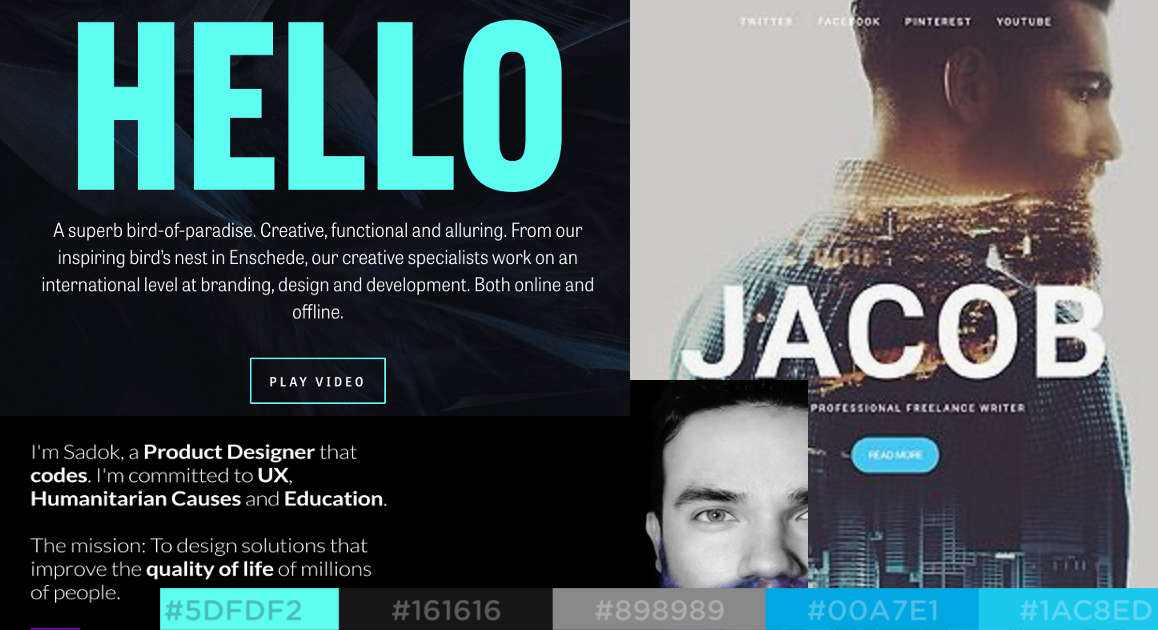 HELLO
A superb bird-of-paradise. Creative, functional and alluring. From our
inspiring bird's nest in Enschede, our creative specialists work on an
international level at branding, design and development. Both online and
offline.
PLAY VIDEO
TWITTER FACEBOOK PINTEREST YOUTUBE
JACOB
PROFESSIONAL FREELANCE WRITER
READ MORE
I'm Sadok, a Product Designer that
codes. I'm committed to UX,
Humanitarian Causes and Education.
The mission: To design solutions that
improve the quality of life of millions
of people.
#5DFDF2 #161616 #898989 #00A7E1 #1AC8ED